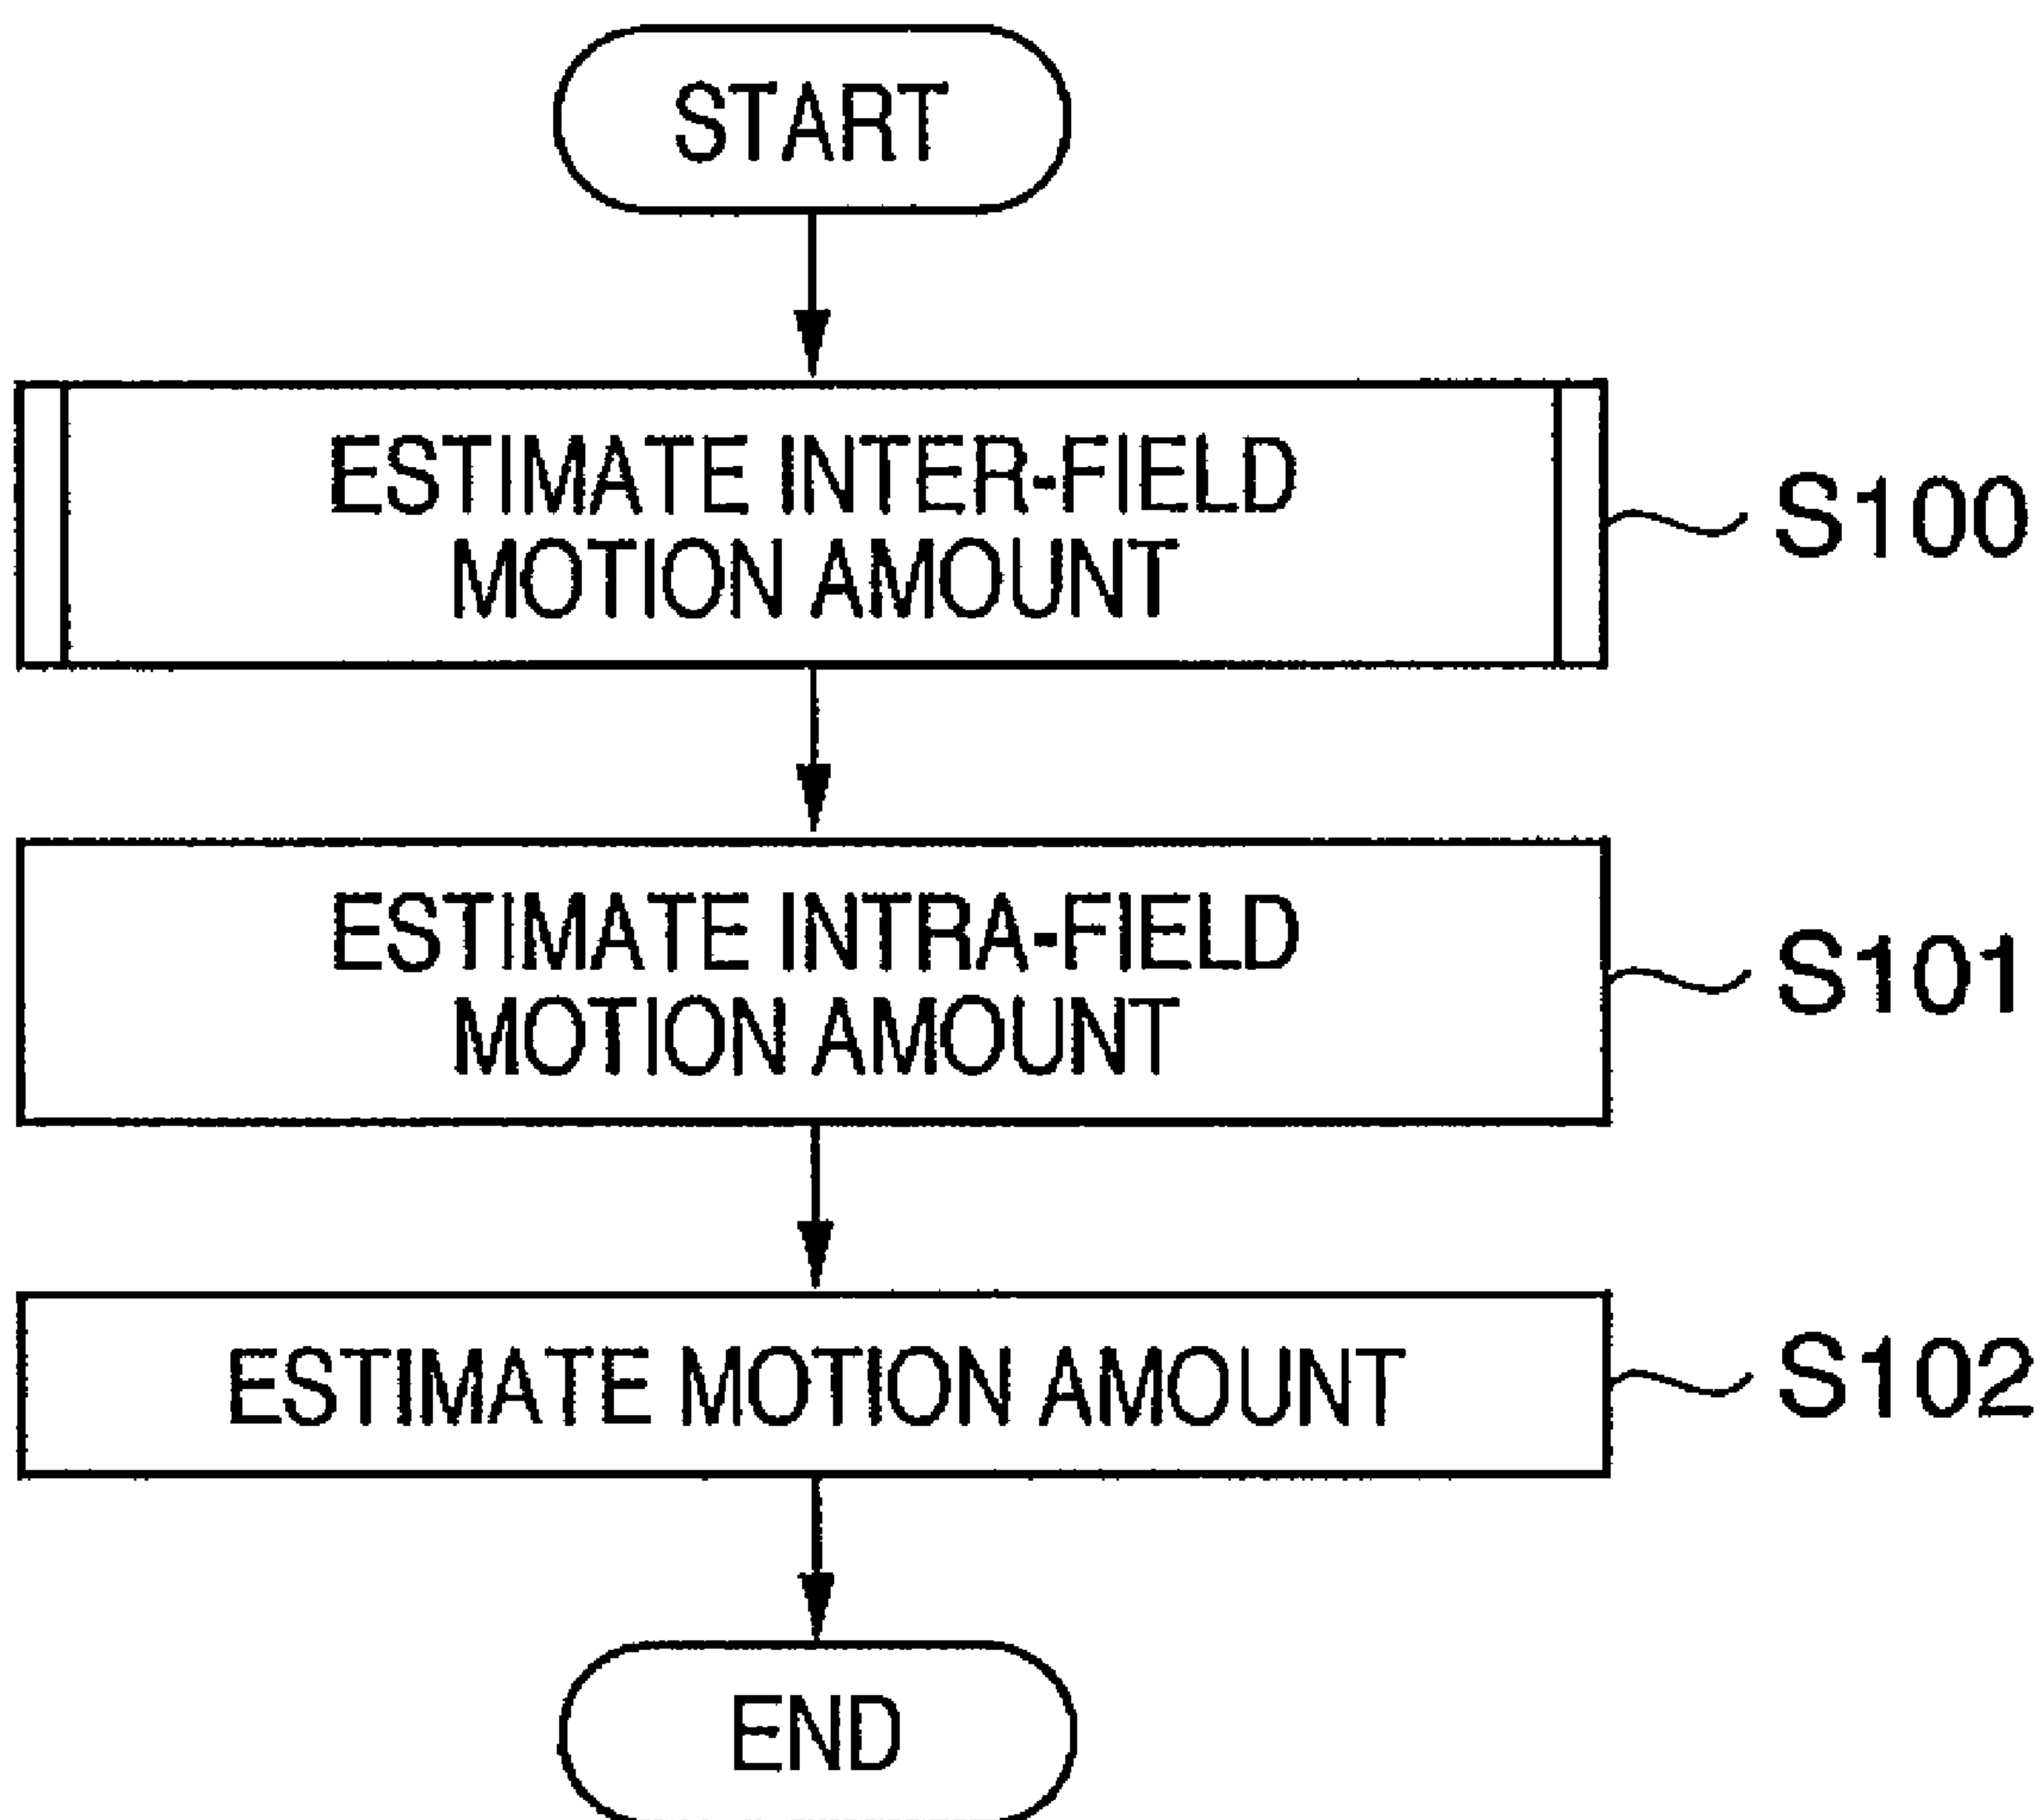 START
ESTIMATE INTER-FIELD
MOTION AMOUNT
S100
ESTIMATE INTRA-FIELD
MOTION AMOUNT
S101
ESTIMATE MOTION AMOUNT
S102
END